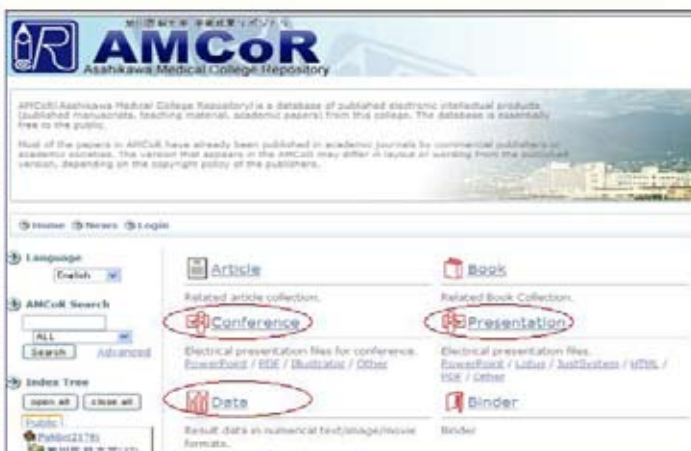 AMCoR
Asahikawa Medical College Repository
AMCoR(Asahikawa Medical College Repository) is a database of published electronic intellectual products
(published manuscripts, teaching material, academic papers) from this college. The database is essentially
free to the public.
Most of the papers in AMCoR have already been published in academic journals by commercial publishers or
academic societies. The version that appears in the AMCoR may differ in layout or wording from the published
version, depending on the copyright policy of the publishers.
Home News Login
Language
English
AMCoR Search
ALL
Search Advanced
Index Tree
open all close all
Public
Article
Related article collection.
Book
Related Book Collection.
Conference
Electrical presentation files for conference.
PowerPoint / PDF / Illustrator / Other
Presentation
Electrical presentation files.
PowerPoint / Lotus / JustSystem / HTML /
PDF / Other
Data
Result data in numerical text/image/movie
formats.
Binder
Binder